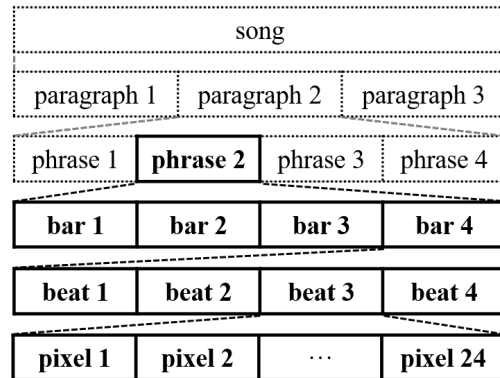 song
paragraph 1 paragraph 2 paragraph 3
phrase 1 phrase 2 phrase 3 phrase 4
bar 1 bar 2 bar 3 bar 4
beat 1 beat 2 beat 3 beat 4
pixel 1 pixel 2 ··· pixel 24